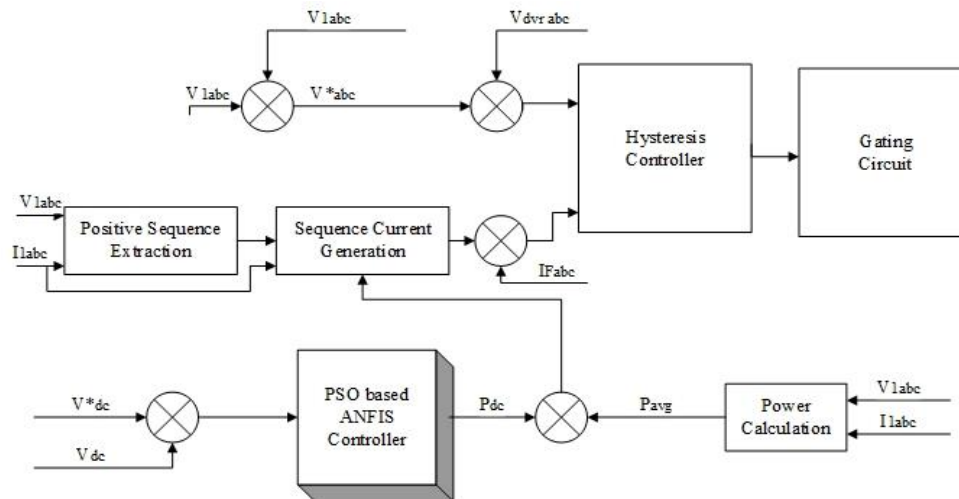 V1abc
Vdvr abc
V1abc
V*abc
Hysteresis
Controller
Gating
Circuit
V1abc
I1abc
Positive Sequence
Extraction
Sequence Current
Generation
IFabc
V*dc
Vdc
PSO based
ANFIS
Controller
Pdc
Pavg
Power
Calculation
V1abc
I1abc